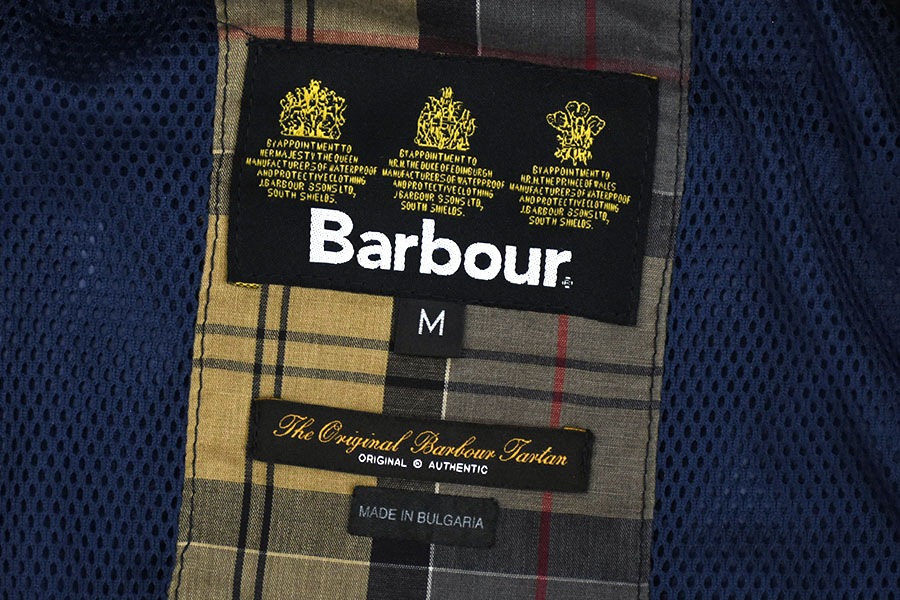 BY APPOINTMENT TO
HER MAJESTY THE QUEEN
MANUFACTURERS OF WATERPROOF
AND PROTECTIVE CLOTHING
J.BARBOUR & SONS LTD,
SOUTH SHIELDS.
BY APPOINTMENT TO
H.R.H. THE DUKE OF EDINBURGH
MANUFACTURERS OF WATERPROOF
AND PROTECTIVE CLOTHING
J.BARBOUR & SONS LTD,
SOUTH SHIELDS.
BY APPOINTMENT TO
H.R.H. THE PRINCE OF WALES
MANUFACTURERS OF WATERPROOF
AND PROTECTIVE CLOTHING
J.BARBOUR & SONS LTD,
SOUTH SHIELDS.
Barbour®
M
The Original Barbour Tartan
ORIGINAL © AUTHENTIC
MADE IN BULGARIA